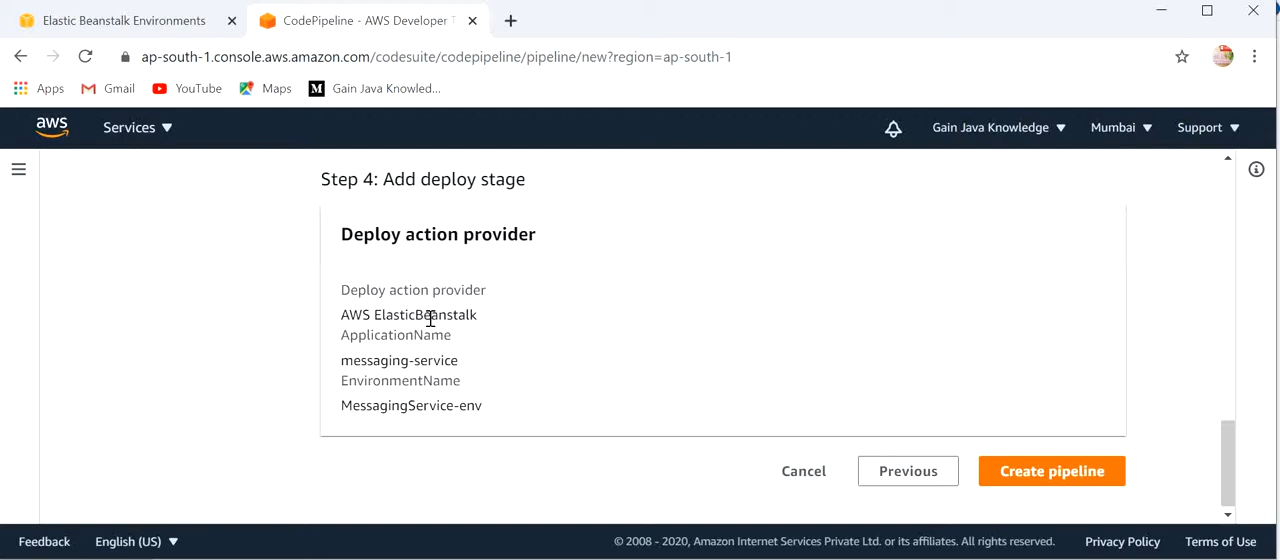 Elastic Beanstalk Environments
CodePipeline - AWS Developer T
ap-south-1.console.aws.amazon.com/codesuite/codepipeline/pipeline/new?region=ap-south-1
Apps
Gmail
YouTube
Maps
M
Gain Java Knowled...
aws
Services
Gain Java Knowledge
Mumbai
Support
Step 4: Add deploy stage
Deploy action provider
Deploy action provider
AWS ElasticBeanstalk
ApplicationName
messaging-service
EnvironmentName
MessagingService-env
Cancel
Previous
Create pipeline
Feedback
English (US)
© 2008 - 2020, Amazon Internet Services Private Ltd. or its affiliates. All rights reserved.
Privacy Policy
Terms of Use